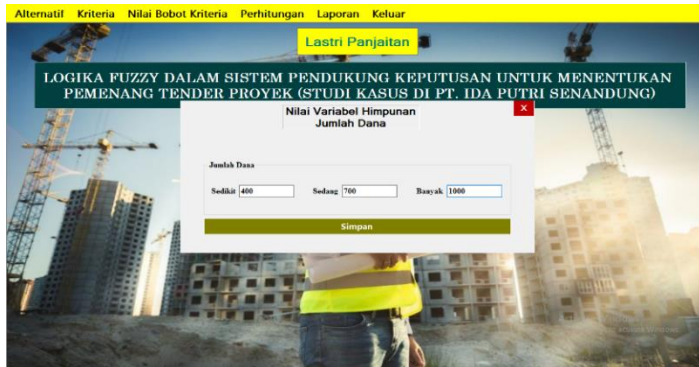 Alternatif Kriteria Nilai Bobot Kriteria Perhitungan Laporan Keluar
Lastri Panjaitan
LOGIKA FUZZY DALAM SISTEM PENDUKUNG KEPUTUSAN UNTUK MENENTUKAN
PEMENANG TENDER PROYEK (STUDI KASUS DI PT. IDA PUTRI SENANDUNG)
X
Nilai Variabel Himpunan
Jumlah Dana
Jumlah Dana
Sedikit 400 Sedang 700 Banyak 1000
Simpan